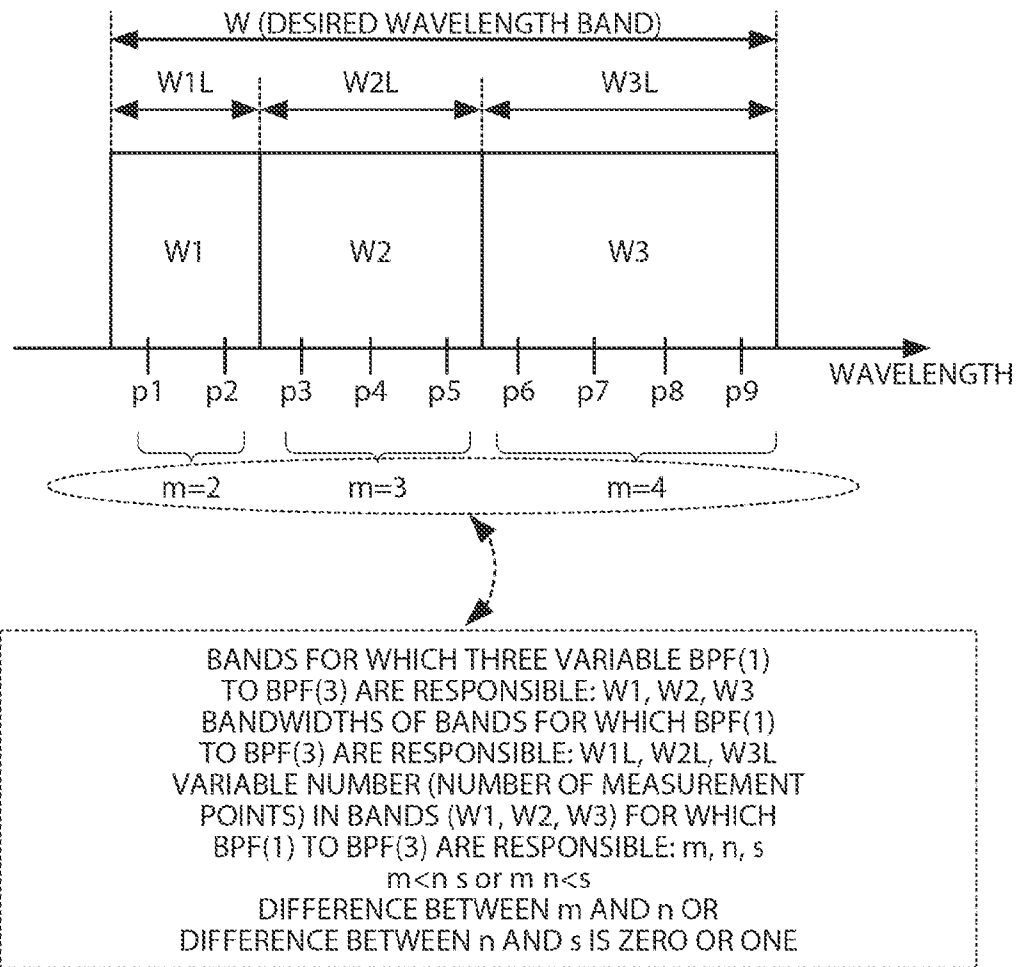 W (DESIRED WAVELENGTH BAND)
W1L W2L W3L
W1 W2 W3
p1 p2 p3 p4 p5 p6 p7 p8 p9
WAVELENGTH
m=2 m=3 m=4
BANDS FOR WHICH THREE VARIABLE BPF(1)
TO BPF(3) ARE RESPONSIBLE: W1, W2, W3
BANDWIDTHS OF BANDS FOR WHICH BPF(1)
TO BPF(3) ARE RESPONSIBLE: W1L, W2L, W3L
VARIABLE NUMBER (NUMBER OF MEASUREMENT
POINTS) IN BANDS (W1, W2, W3) FOR WHICH
BPF(1) TO BPF(3) ARE RESPONSIBLE: m, n, s
m<n s or m n<s
DIFFERENCE BETWEEN m AND n OR
DIFFERENCE BETWEEN n AND s IS ZERO OR ONE